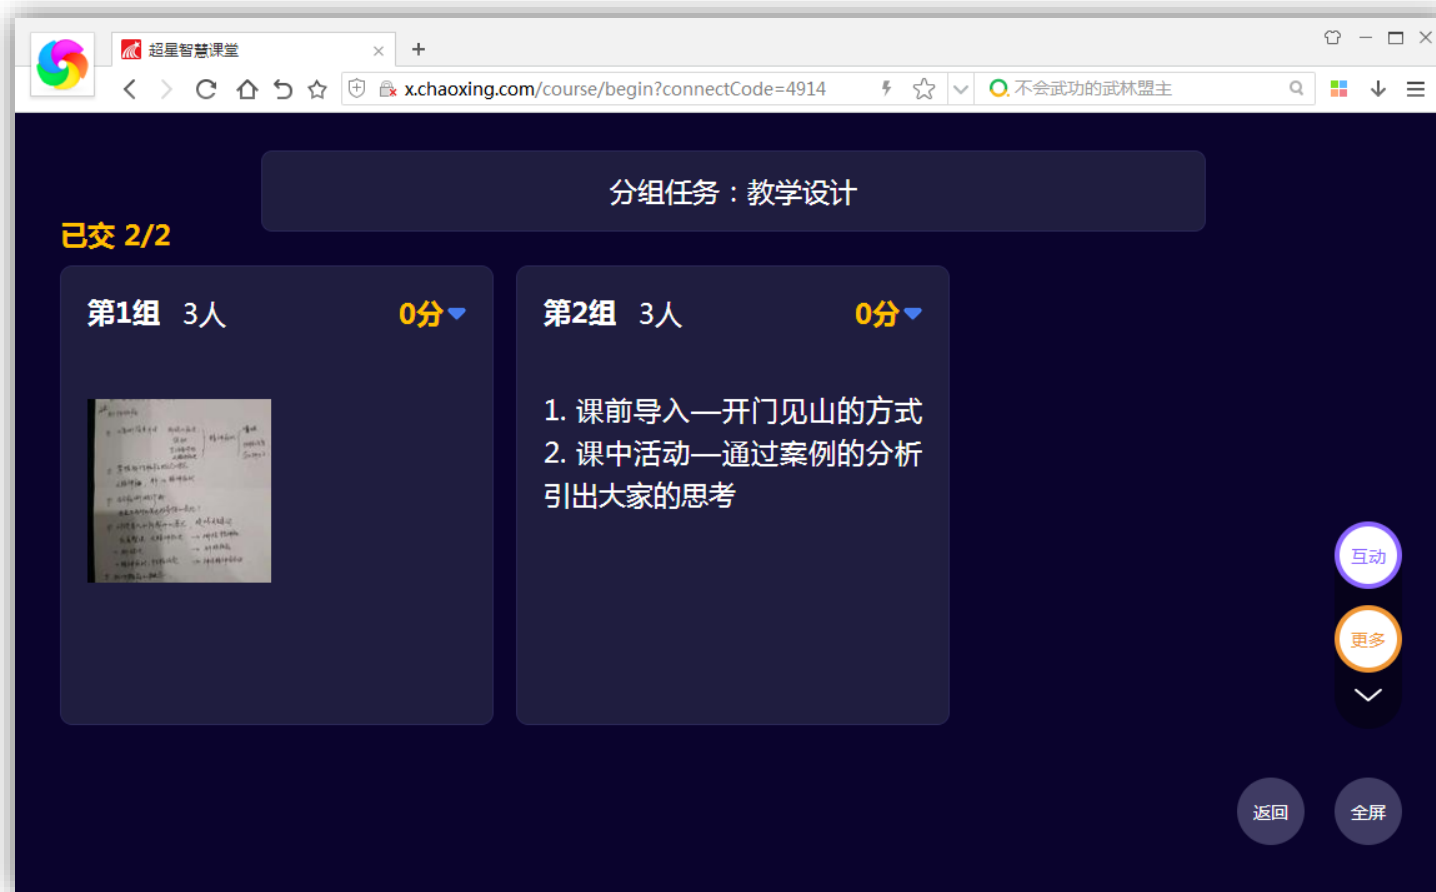 超星智慧课堂
x.chaoxing.com/course/begin?connectCode=4914
不会武功的武林盟主
分组任务：教学设计
已交 2/2
第1组 3人 0分
第2组 3人 0分
1. 课前导入—开门见山的方式
2. 课中活动—通过案例的分析
引出大家的思考
互动
更多
返回
全屏